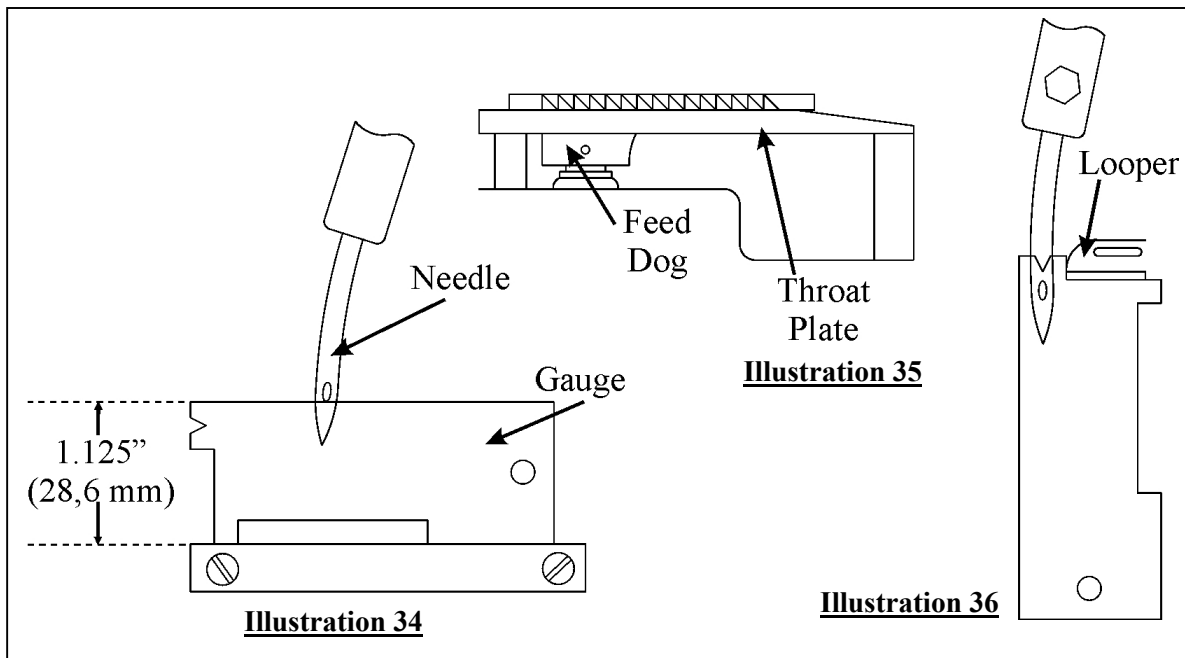 Needle
Gauge
1.125”
(28,6 mm)
Illustration 34
Feed
Dog
Throat
Plate
Illustration 35
Looper
Illustration 36